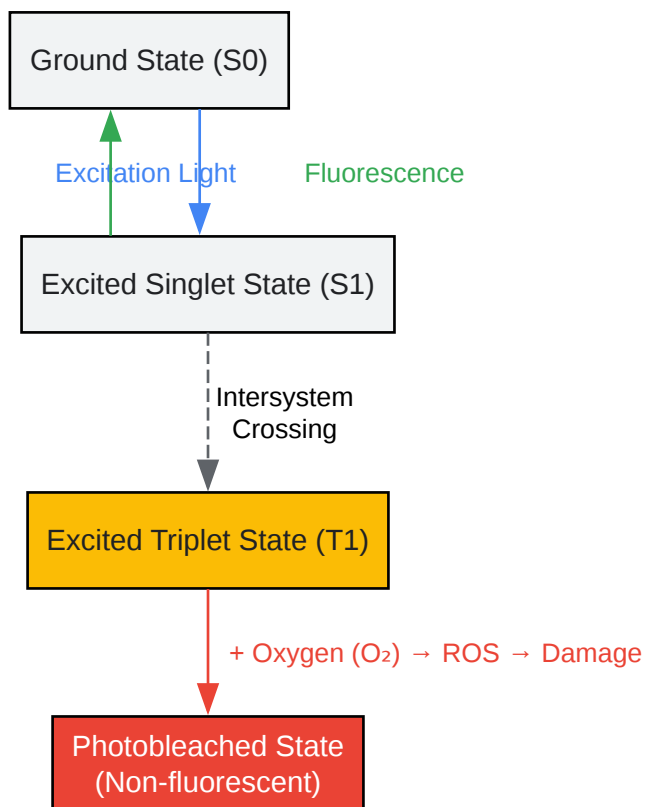 Ground State (S0)
Excitation Light
Fluorescence
Excited Singlet State (S1)
Intersystem
Crossing
Excited Triplet State (T1)
+ Oxygen (O₂) → ROS → Damage
Photobleached State
(Non-fluorescent)